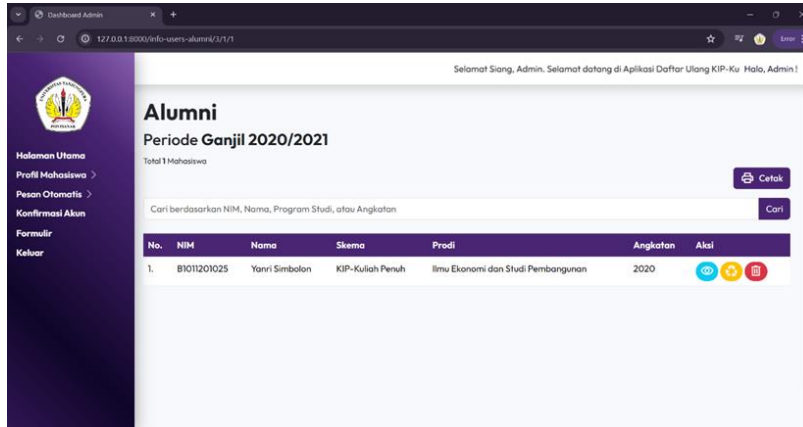 Dashboard Admin
127.0.0.1:8000/info-users-alumni/3/1/1
Error
Selamat Siang, Admin. Selamat datang di Aplikasi Daftar Ulang KIP-Ku Halo, Admin!
Halaman Utama
Profil Mahasiswa
Pesan Otomatis
Konfirmasi Akun
Formulir
Keluar
Alumni
Periode Ganjil 2020/2021
Total 1 Mahasiswa
Cetak
Cari berdasarkan NIM, Nama, Program Studi, atau Angkatan
Cari
No. NIM Nama Skema Prodi Angkatan Aksi
1. B1011201025 Yanri Simbolon KIP-Kuliah Penuh Ilmu Ekonomi dan Studi Pembangunan 2020